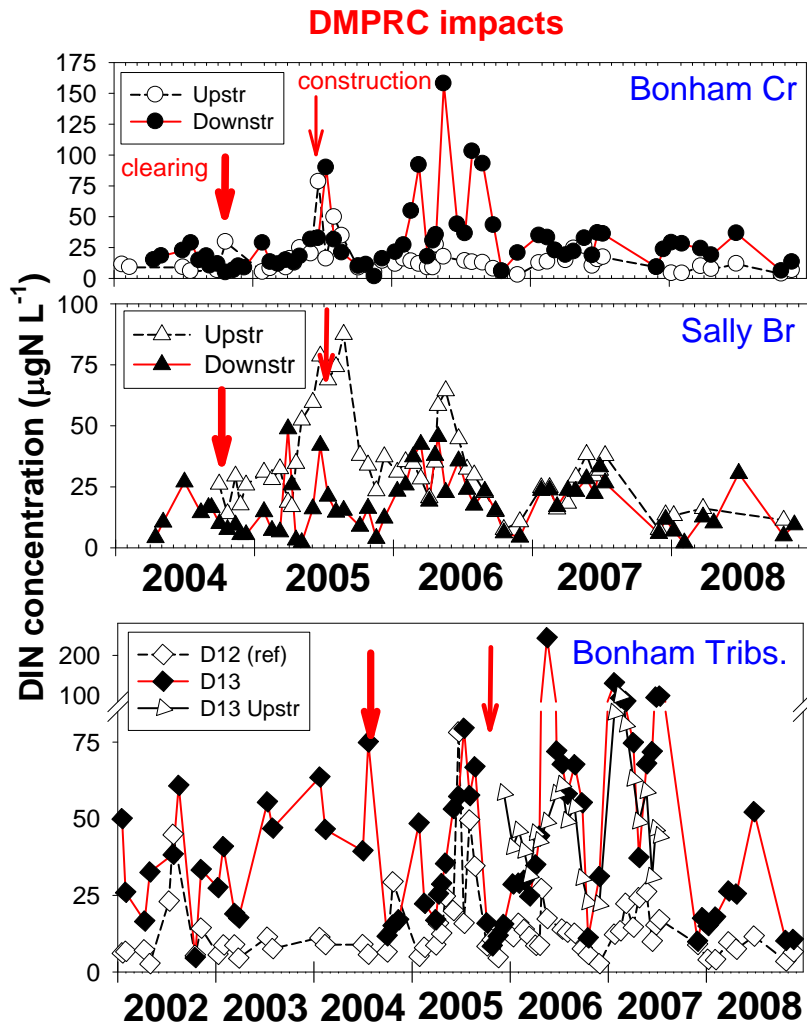 DMPRC impacts
DIN concentration (µgN L-1)
175
150
125
100
75
50
25
0
Upstr
Downstr
construction
clearing
Bonham Cr
100
75
50
25
0
Upstr
Downstr
Sally Br
2004 2005 2006 2007 2008
200
100
75
50
25
0
D12 (ref)
D13
D13 Upstr
Bonham Tribs.
2002 2003 2004 2005 2006 2007 2008